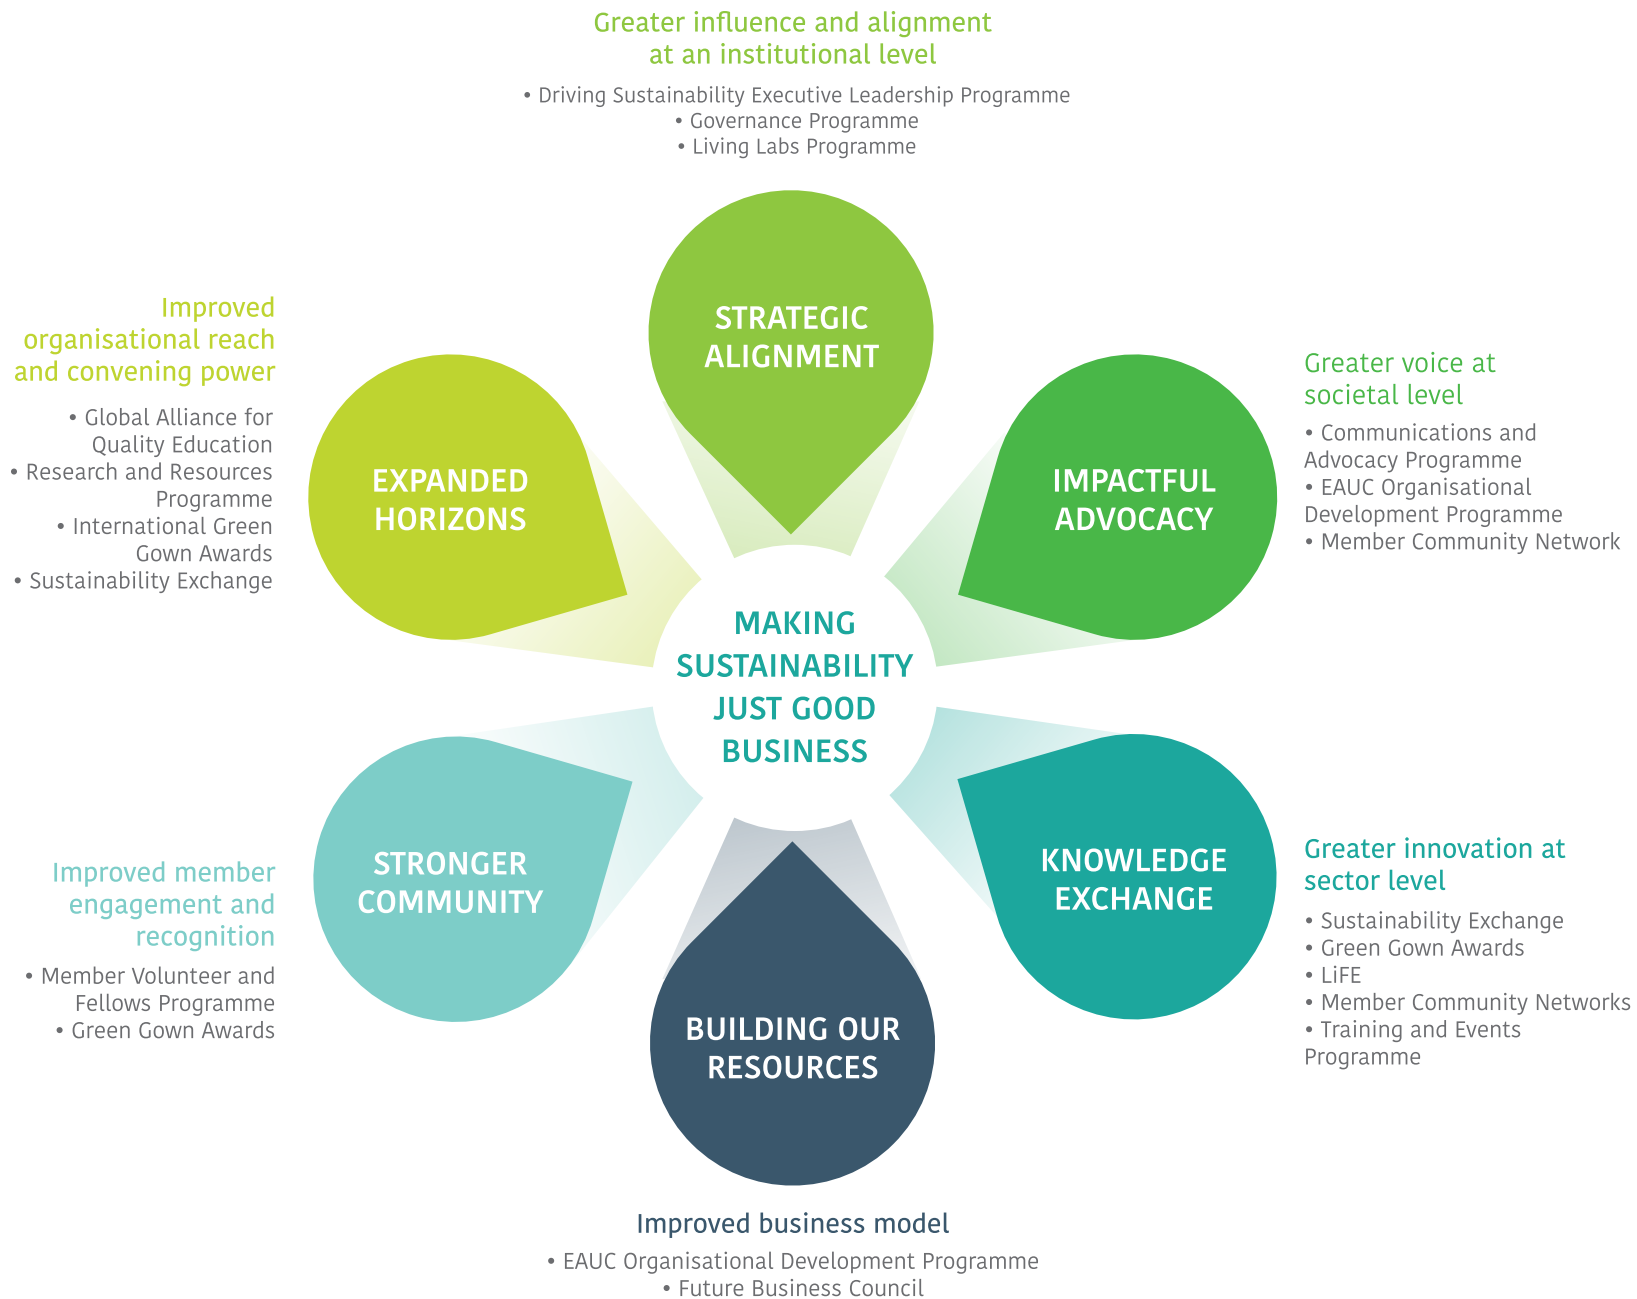 Greater influence and alignment
at an institutional level
• Driving Sustainability Executive Leadership Programme
• Governance Programme
• Living Labs Programme
STRATEGIC
ALIGNMENT
Improved
organisational reach
and convening power
• Global Alliance for
Quality Education
• Research and Resources
Programme
• International Green
Gown Awards
• Sustainability Exchange
EXPANDED
HORIZONS
IMPACTFUL
ADVOCACY
Greater voice at
societal level
• Communications and
Advocacy Programme
• EAUC Organisational
Development Programme
• Member Community Network
MAKING
SUSTAINABILITY
JUST GOOD
BUSINESS
Improved member
engagement and
recognition
• Member Volunteer and
Fellows Programme
• Green Gown Awards
STRONGER
COMMUNITY
KNOWLEDGE
EXCHANGE
Greater innovation at
sector level
• Sustainability Exchange
• Green Gown Awards
• LiFE
• Member Community Networks
• Training and Events
Programme
BUILDING OUR
RESOURCES
Improved business model
• EAUC Organisational Development Programme
• Future Business Council